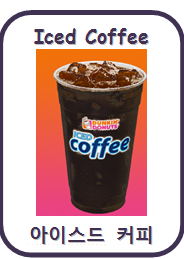 Iced Coffee
DUNKIN'
DONUTS
ICED
coffee
아이스드 커피